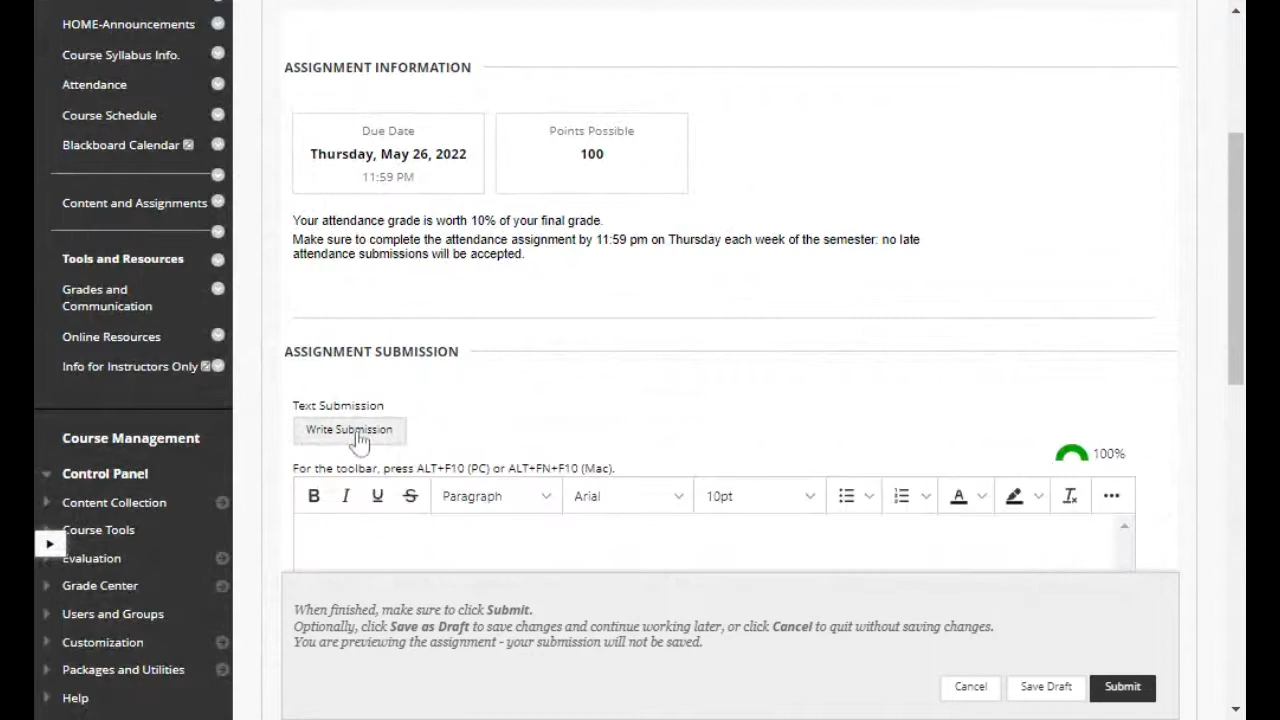 HOME-Announcements
Course Syllabus Info.
Attendance
Course Schedule
Blackboard Calendar
Content and Assignments
Tools and Resources
Grades and
Communication
Online Resources
Info for Instructors Only
Course Management
Control Panel
Content Collection
Course Tools
Evaluation
Grade Center
Users and Groups
Customization
Packages and Utilities
Help
ASSIGNMENT INFORMATION
Due Date
Thursday, May 26, 2022
11:59 PM
Points Possible
100
Your attendance grade is worth 10% of your final grade.
Make sure to complete the attendance assignment by 11:59 pm on Thursday each week of the semester: no late
attendance submissions will be accepted.
ASSIGNMENT SUBMISSION
Text Submission
Write Submission
100%
For the toolbar, press ALT+F10 (PC) or ALT+FN+F10 (Mac).
B I U S Paragraph Arial 10pt A
When finished, make sure to click Submit.
Optionally, click Save as Draft to save changes and continue working later, or click Cancel to quit without saving changes.
You are previewing the assignment - your submission will not be saved.
Cancel Save Draft Submit